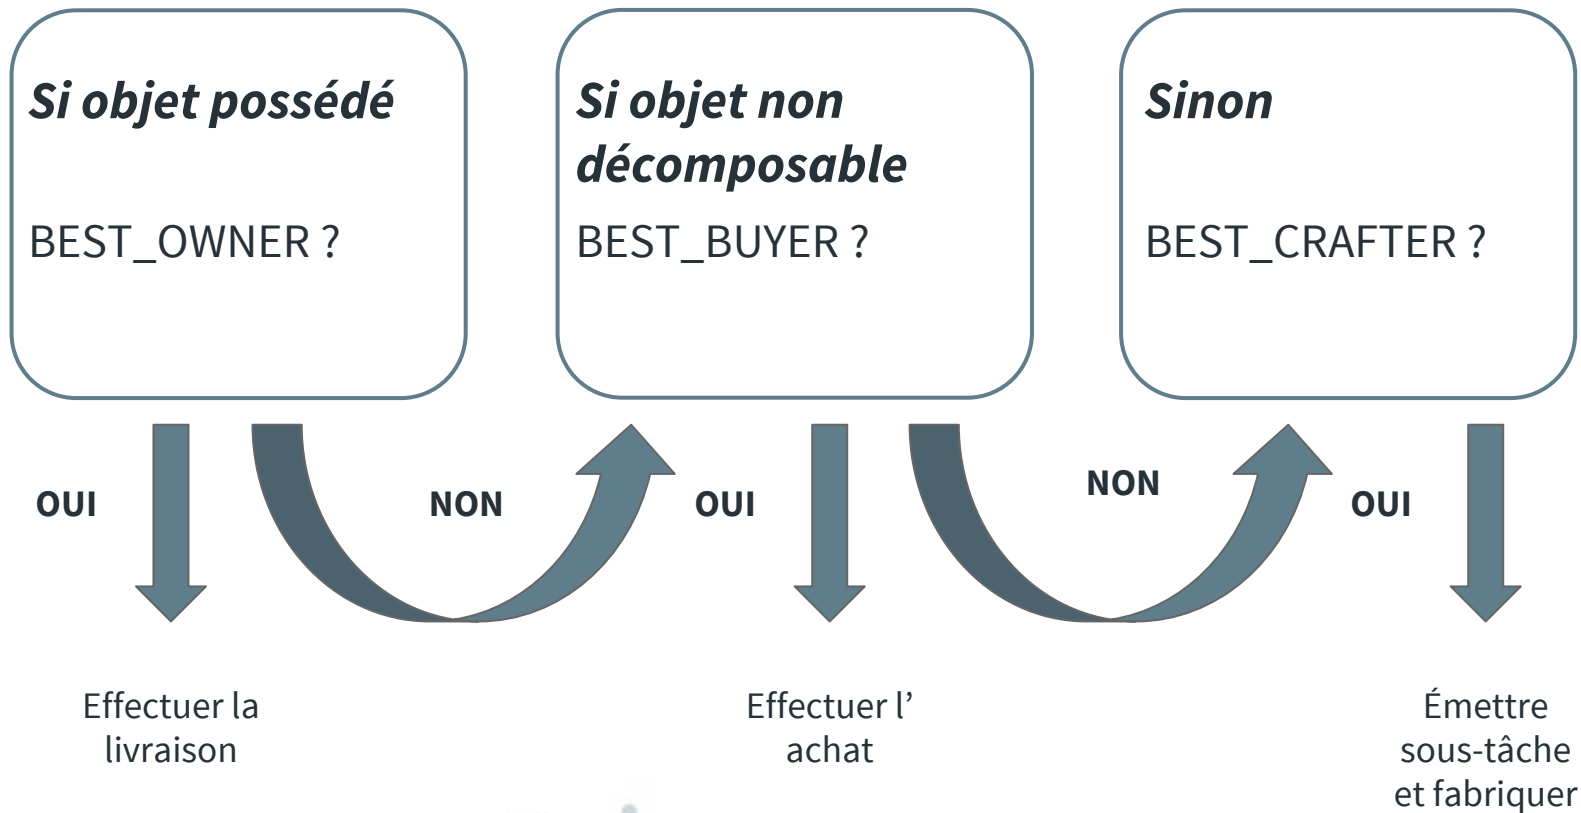 Si objet possédé
BEST_OWNER ?
Si objet non
décomposable
BEST_BUYER ?
Sinon
BEST_CRAFTER ?
OUI
NON
OUI
NON
OUI
Effectuer la
livraison
Effectuer l’
achat
Émettre
sous-tâche
et fabriquer